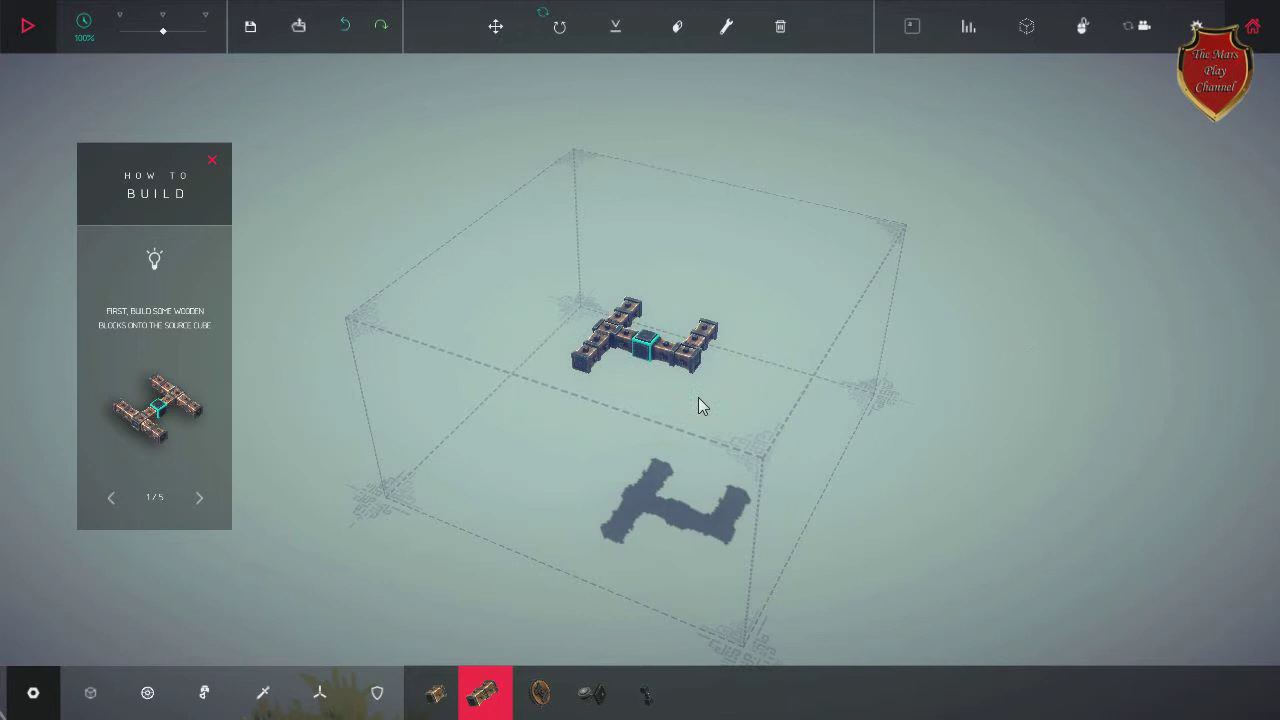 100%
The Mars
Play
Channel
HOW TO
BUILD
FIRST, BUILD SOME WOODEN
BLOCKS ONTO THE SOURCE CUBE
1/5